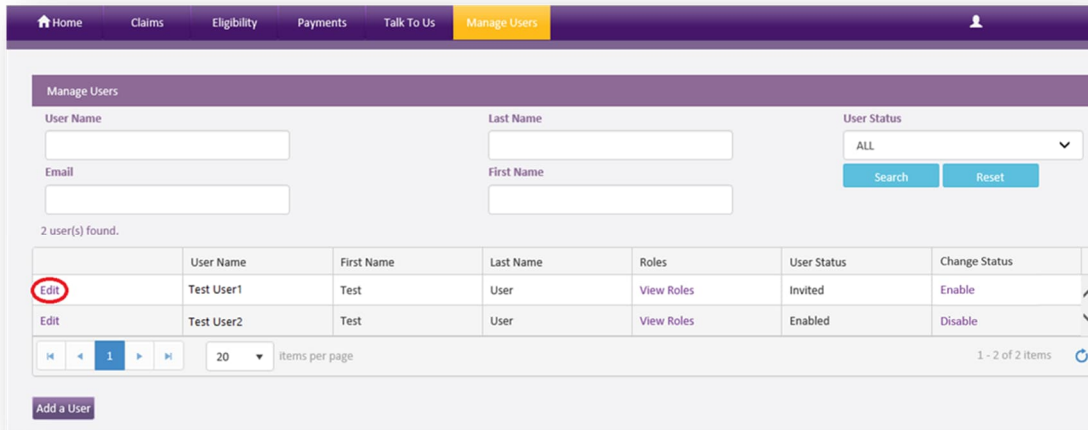 Home Claims Eligibility Payments Talk To Us Manage Users
Manage Users
User Name Last Name User Status
ALL
Email First Name
Search Reset
2 user(s) found.
User Name First Name Last Name Roles User Status Change Status
Edit Test User1 Test User View Roles Invited Enable
Edit Test User2 Test User View Roles Enabled Disable
1 20 items per page 1 - 2 of 2 items
Add a User